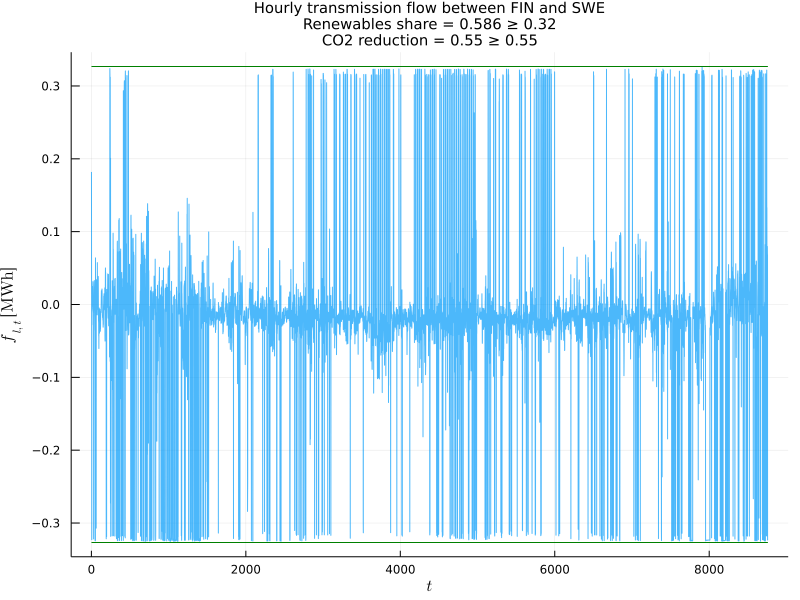 Hourly transmission flow between FIN and SWE
Renewables share = 0.586 ≥ 0.32
CO2 reduction = 0.55 ≥ 0.55
0.3
0.2
0.1
0.0
−0.1
−0.2
−0.3
f_{l,t} [MWh]
0 2000 4000 6000 8000
t